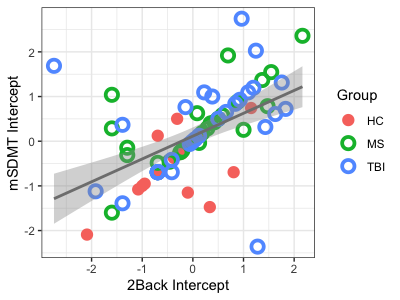 2
1
0
-1
-2
mSDMT Intercept
-2
-1
0
1
2
2Back Intercept
Group
HC
MS
TBI